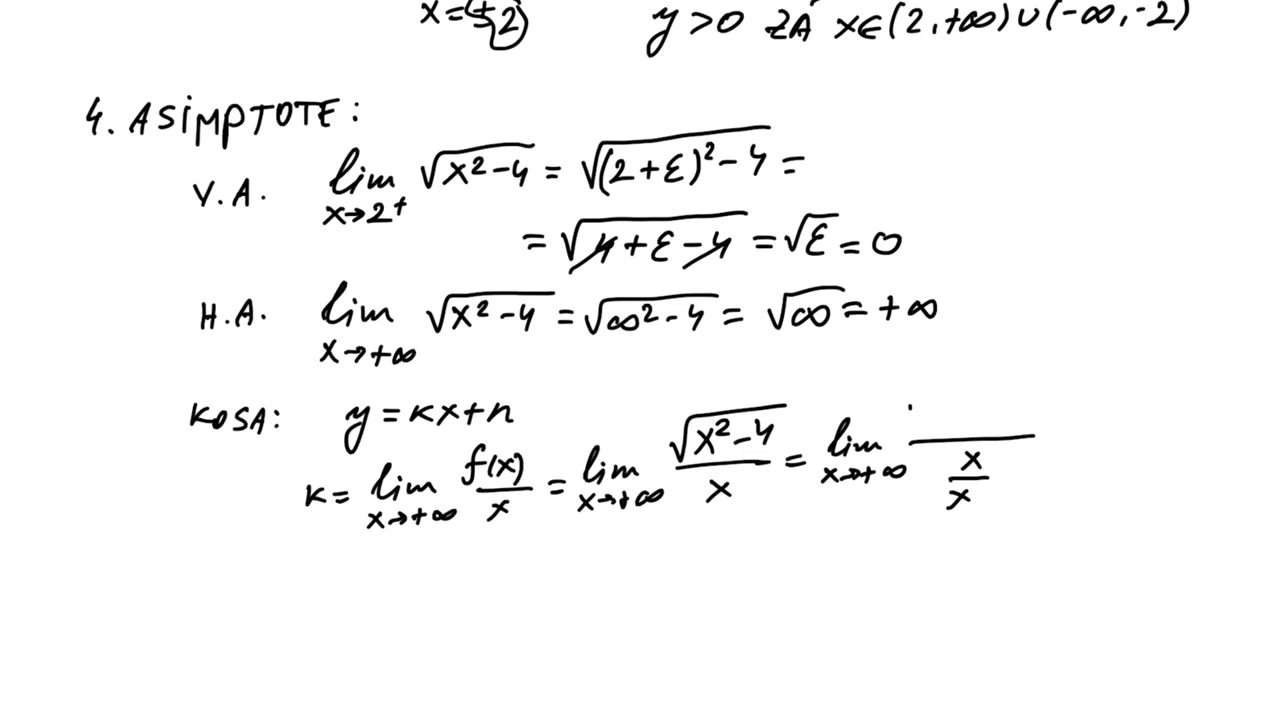 x=(±2) y>0 ZA x∈(2,+∞)∪(-∞,-2)
4. ASIMPTOTE:
V.A. lim x→2⁺ √(x²-4) = √((2+ε)²-4) =
= √(4+ε-4) = √ε = 0
H.A. lim x→+∞ √(x²-4) = √(∞²-4) = √∞ = +∞
KOSA: y=kx+n
k= lim x→+∞ f(x)/x = lim x→+∞ √(x²-4)/x = lim x→+∞ /(x/x)